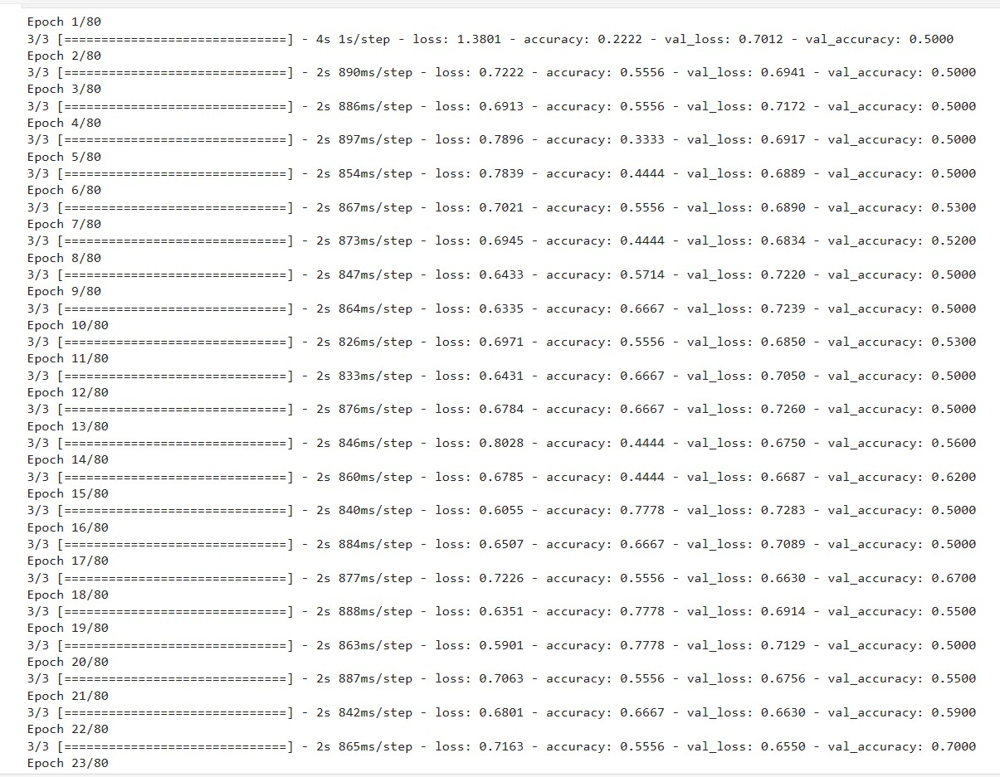 Epoch 1/80
3/3 [==============================] - 4s 1s/step - loss: 1.3801 - accuracy: 0.2222 - val_loss: 0.7012 - val_accuracy: 0.5000
Epoch 2/80
3/3 [==============================] - 2s 890ms/step - loss: 0.7222 - accuracy: 0.5556 - val_loss: 0.6941 - val_accuracy: 0.5000
Epoch 3/80
3/3 [==============================] - 2s 886ms/step - loss: 0.6913 - accuracy: 0.5556 - val_loss: 0.7172 - val_accuracy: 0.5000
Epoch 4/80
3/3 [==============================] - 2s 897ms/step - loss: 0.7896 - accuracy: 0.3333 - val_loss: 0.6917 - val_accuracy: 0.5000
Epoch 5/80
3/3 [==============================] - 2s 854ms/step - loss: 0.7839 - accuracy: 0.4444 - val_loss: 0.6889 - val_accuracy: 0.5000
Epoch 6/80
3/3 [==============================] - 2s 867ms/step - loss: 0.7021 - accuracy: 0.5556 - val_loss: 0.6890 - val_accuracy: 0.5300
Epoch 7/80
3/3 [==============================] - 2s 873ms/step - loss: 0.6945 - accuracy: 0.4444 - val_loss: 0.6834 - val_accuracy: 0.5200
Epoch 8/80
3/3 [==============================] - 2s 847ms/step - loss: 0.6433 - accuracy: 0.5714 - val_loss: 0.7220 - val_accuracy: 0.5000
Epoch 9/80
3/3 [==============================] - 2s 864ms/step - loss: 0.6335 - accuracy: 0.6667 - val_loss: 0.7239 - val_accuracy: 0.5000
Epoch 10/80
3/3 [==============================] - 2s 826ms/step - loss: 0.6971 - accuracy: 0.5556 - val_loss: 0.6850 - val_accuracy: 0.5300
Epoch 11/80
3/3 [==============================] - 2s 833ms/step - loss: 0.6431 - accuracy: 0.6667 - val_loss: 0.7050 - val_accuracy: 0.5000
Epoch 12/80
3/3 [==============================] - 2s 876ms/step - loss: 0.6784 - accuracy: 0.6667 - val_loss: 0.7260 - val_accuracy: 0.5000
Epoch 13/80
3/3 [==============================] - 2s 846ms/step - loss: 0.8028 - accuracy: 0.4444 - val_loss: 0.6750 - val_accuracy: 0.5600
Epoch 14/80
3/3 [==============================] - 2s 860ms/step - loss: 0.6785 - accuracy: 0.4444 - val_loss: 0.6687 - val_accuracy: 0.6200
Epoch 15/80
3/3 [==============================] - 2s 840ms/step - loss: 0.6055 - accuracy: 0.7778 - val_loss: 0.7283 - val_accuracy: 0.5000
Epoch 16/80
3/3 [==============================] - 2s 884ms/step - loss: 0.6507 - accuracy: 0.6667 - val_loss: 0.7089 - val_accuracy: 0.5000
Epoch 17/80
3/3 [==============================] - 2s 877ms/step - loss: 0.7226 - accuracy: 0.5556 - val_loss: 0.6630 - val_accuracy: 0.6700
Epoch 18/80
3/3 [==============================] - 2s 888ms/step - loss: 0.6351 - accuracy: 0.7778 - val_loss: 0.6914 - val_accuracy: 0.5500
Epoch 19/80
3/3 [==============================] - 2s 863ms/step - loss: 0.5901 - accuracy: 0.7778 - val_loss: 0.7129 - val_accuracy: 0.5000
Epoch 20/80
3/3 [==============================] - 2s 887ms/step - loss: 0.7063 - accuracy: 0.5556 - val_loss: 0.6756 - val_accuracy: 0.5500
Epoch 21/80
3/3 [==============================] - 2s 842ms/step - loss: 0.6801 - accuracy: 0.6667 - val_loss: 0.6630 - val_accuracy: 0.5900
Epoch 22/80
3/3 [==============================] - 2s 865ms/step - loss: 0.7163 - accuracy: 0.5556 - val_loss: 0.6550 - val_accuracy: 0.7000
Epoch 23/80